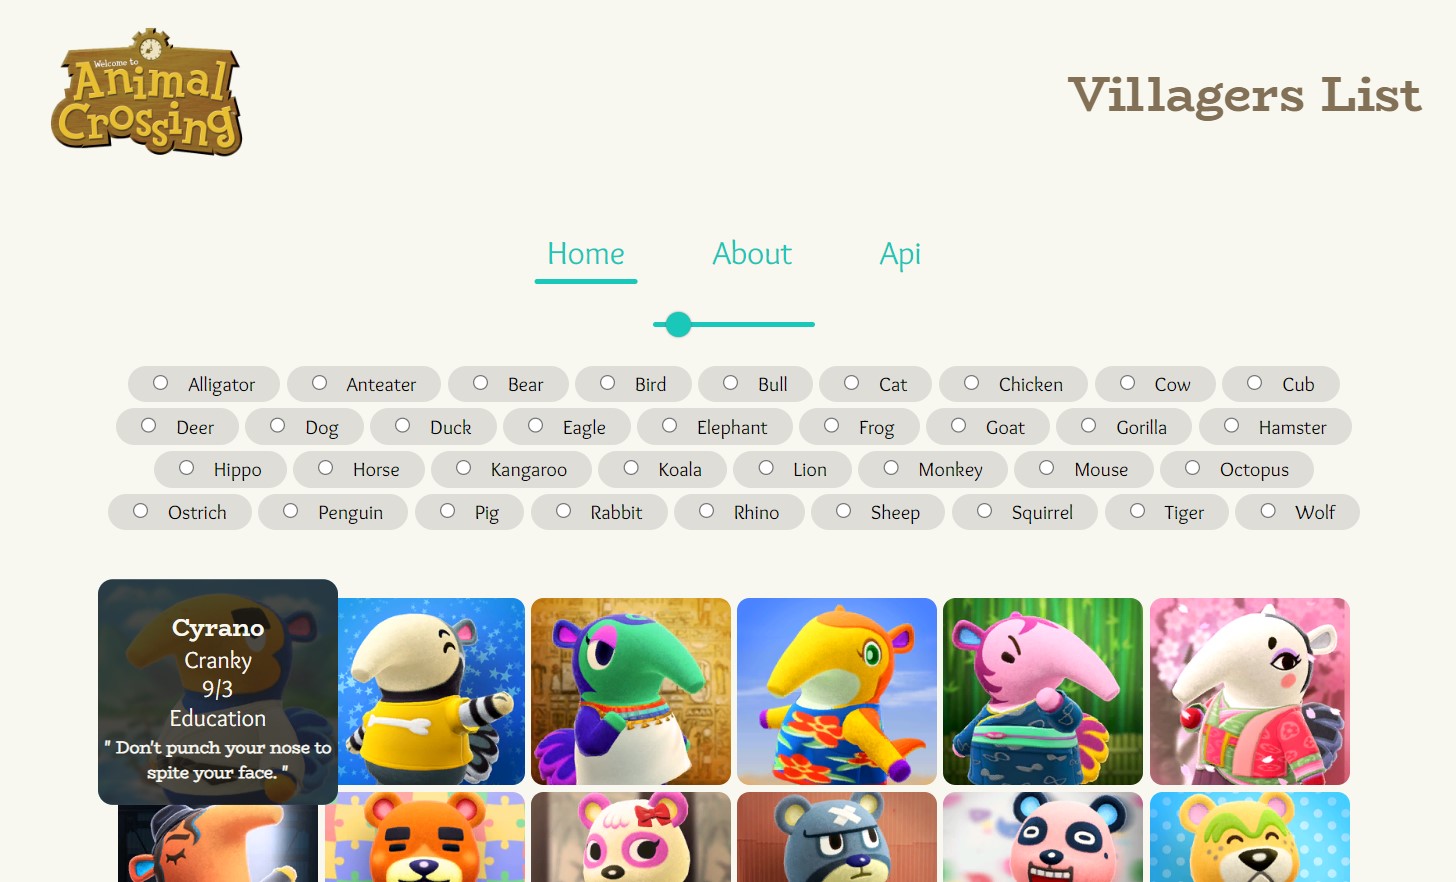 Welcome to
Animal
Crossing
Villagers List
Home About Api
Alligator Anteater Bear Bird Bull Cat Chicken Cow Cub
Deer Dog Duck Eagle Elephant Frog Goat Gorilla Hamster
Hippo Horse Kangaroo Koala Lion Monkey Mouse Octopus
Ostrich Penguin Pig Rabbit Rhino Sheep Squirrel Tiger Wolf
Cyrano
Cranky
9/3
Education
" Don't punch your nose to
spite your face. "